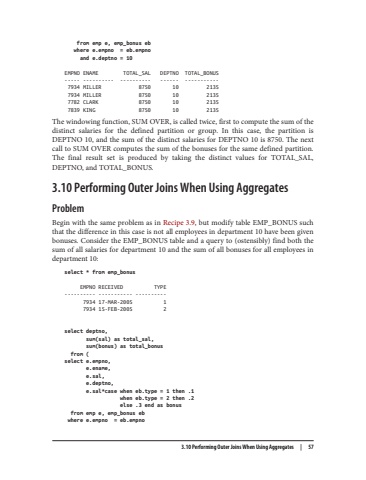 from emp e, emp_bonus eb
where e.empno = eb.empno
and e.deptno = 10
EMPNO ENAME TOTAL_SAL DEPTNO TOTAL_BONUS
----- ---------- ---------- ------ -----------
7934 MILLER 8750 10 2135
7934 MILLER 8750 10 2135
7782 CLARK 8750 10 2135
7839 KING 8750 10 2135
The windowing function, SUM OVER, is called twice, first to compute the sum of the
distinct salaries for the defined partition or group. In this case, the partition is
DEPTNO 10, and the sum of the distinct salaries for DEPTNO 10 is 8750. The next
call to SUM OVER computes the sum of the bonuses for the same defined partition.
The final result set is produced by taking the distinct values for TOTAL_SAL,
DEPTNO, and TOTAL_BONUS.
3.10 Performing Outer Joins When Using Aggregates
Problem
Begin with the same problem as in Recipe 3.9, but modify table EMP_BONUS such
that the difference in this case is not all employees in department 10 have been given
bonuses. Consider the EMP_BONUS table and a query to (ostensibly) find both the
sum of all salaries for department 10 and the sum of all bonuses for all employees in
department 10:
select * from emp_bonus
EMPNO RECEIVED TYPE
---------- ----------- ----------
7934 17-MAR-2005 1
7934 15-FEB-2005 2
select deptno,
sum(sal) as total_sal,
sum(bonus) as total_bonus
from (
select e.empno,
e.ename,
e.sal,
e.deptno,
e.sal*case when eb.type = 1 then .1
when eb.type = 2 then .2
else .3 end as bonus
from emp e, emp_bonus eb
where e.empno = eb.empno
3.10 Performing Outer Joins When Using Aggregates | 57